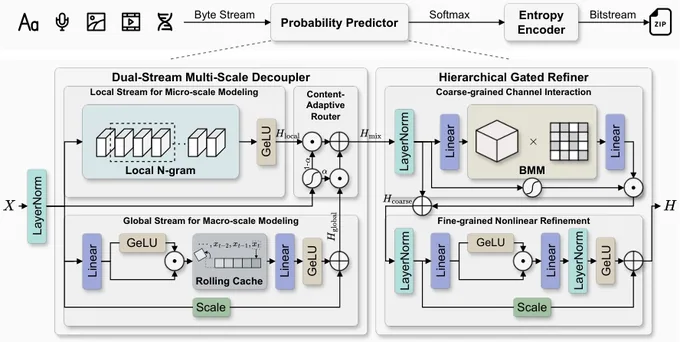 Aa
Byte Stream
Probability Predictor
Softmax
Entropy
Encoder
Bitstream
ZIP
Dual-Stream Multi-Scale Decoupler
Local Stream for Micro-scale Modeling
Local N-gram
GeLU
H_local
Content-
Adaptive
Router
1-α
α
H_mix
X
LayerNorm
Global Stream for Macro-scale Modeling
H_global
Linear
GeLU
..., x_{t-2}, x_{t-1}, x_t
Rolling Cache
Linear
GeLU
Scale
Hierarchical Gated Refiner
Coarse-grained Channel Interaction
LayerNorm
Linear
×
BMM
Linear
H_coarse
Fine-grained Nonlinear Refinement
LayerNorm
Linear
GeLU
Linear
LayerNorm
GeLU
Scale
H